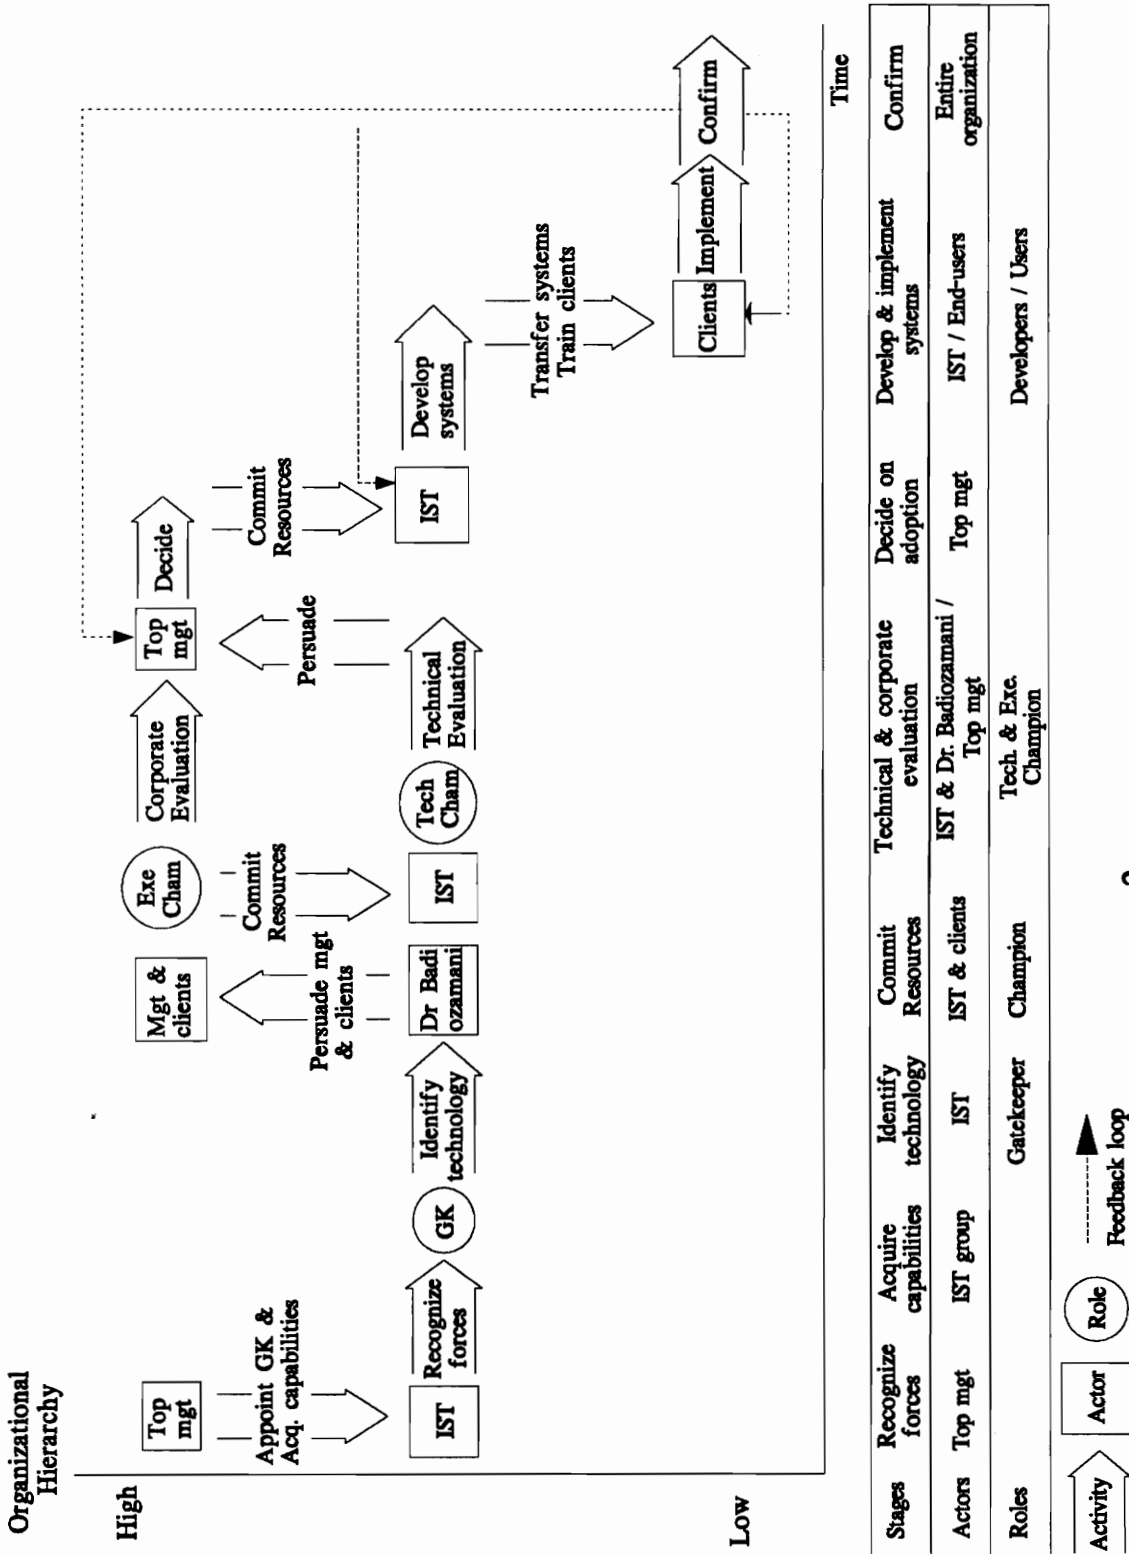 Organizational
Hierarchy
High
Low
Time
Top
mgt
Appoint GK &
Acq. capabilities
IST
Recognize
forces
GK
Identify
technology
Dr Badi
ozamani
Persuade mgt
& clients
Mgt &
clients
Exe
Cham
Commit
Resources
IST
Tech
Cham
Technical
Evaluation
Corporate
Evaluation
Persuade
Top
mgt
Decide
Commit
Resources
IST
Develop
systems
Transfer systems
Train clients
Clients
Implement
Confirm
Stages
Recognize
forces
Acquire
capabilities
Identify
technology
Commit
Resources
Technical & corporate
evaluation
Decide on
adoption
Develop & implement
systems
Confirm
Actors
Top mgt
IST group
IST
IST & clients
IST & Dr. Badiozamani /
Top mgt
Top mgt
IST / End-users
Entire
organization
Roles
Gatekeeper
Champion
Tech. & Exe.
Champion
Developers / Users
Activity
Actor
Role
Feedback loop